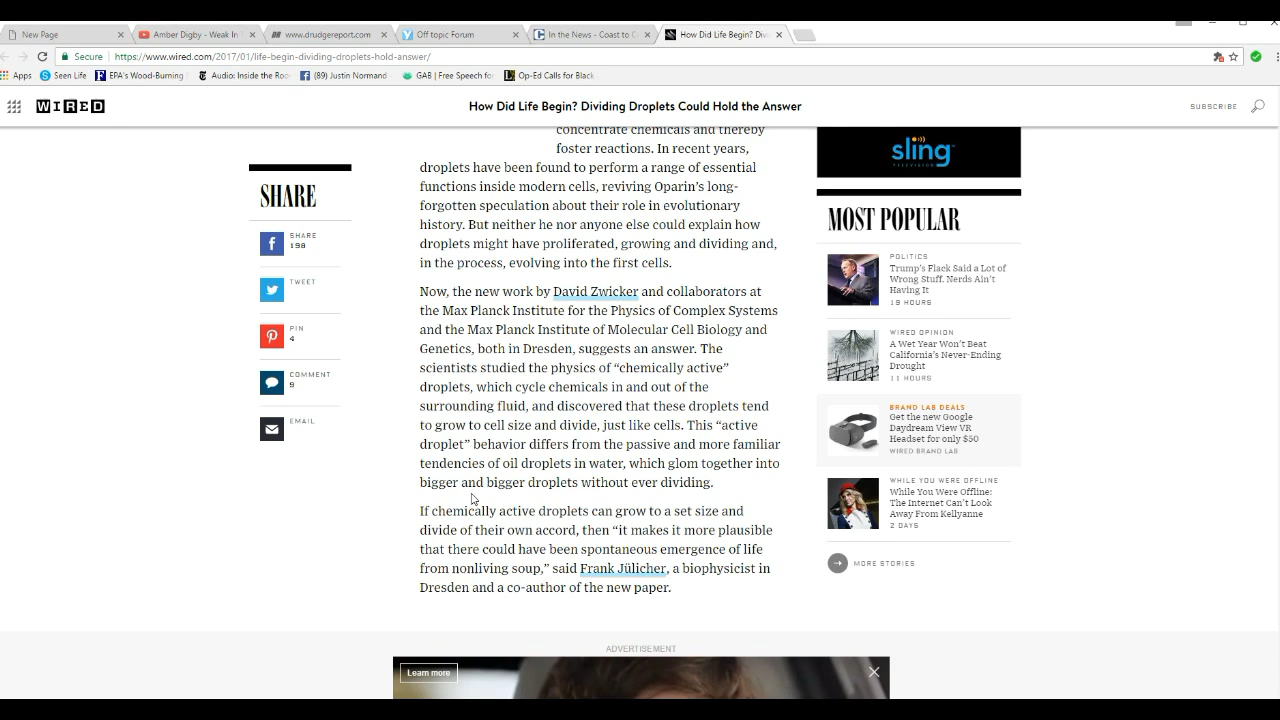 New Page
Amber Digby - Weak In
www.drudgereport.com
Off topic Forum
In the News - Coast to C
How Did Life Begin? Divi
Secure
https://www.wired.com/2017/01/life-begin-dividing-droplets-hold-answer/
Apps
Seen Life
EPA's Wood-Burning
Audio: Inside the Roo
(89) Justin Normand
GAB | Free Speech for
Op-Ed Calls for Black
WIRED
How Did Life Begin? Dividing Droplets Could Hold the Answer
SUBSCRIBE
SHARE
SHARE
198
TWEET
PIN
4
COMMENT
9
EMAIL
concentrate chemicals and thereby
foster reactions. In recent years,
droplets have been found to perform a range of essential
functions inside modern cells, reviving Oparin's long-
forgotten speculation about their role in evolutionary
history. But neither he nor anyone else could explain how
droplets might have proliferated, growing and dividing and,
in the process, evolving into the first cells.
Now, the new work by David Zwicker and collaborators at
the Max Planck Institute for the Physics of Complex Systems
and the Max Planck Institute of Molecular Cell Biology and
Genetics, both in Dresden, suggests an answer. The
scientists studied the physics of “chemically active”
droplets, which cycle chemicals in and out of the
surrounding fluid, and discovered that these droplets tend
to grow to cell size and divide, just like cells. This “active
droplet” behavior differs from the passive and more familiar
tendencies of oil droplets in water, which glom together into
bigger and bigger droplets without ever dividing.
If chemically active droplets can grow to a set size and
divide of their own accord, then “it makes it more plausible
that there could have been spontaneous emergence of life
from nonliving soup,” said Frank Jülicher, a biophysicist in
Dresden and a co-author of the new paper.
sling
TELEVISION
MOST POPULAR
POLITICS
Trump's Flack Said a Lot of
Wrong Stuff. Nerds Ain't
Having It
19 HOURS
WIRED OPINION
A Wet Year Won't Beat
California's Never-Ending
Drought
11 HOURS
BRAND LAB DEALS
Get the new Google
Daydream View VR
Headset for only $50
WIRED BRAND LAB
WHILE YOU WERE OFFLINE
While You Were Offline:
The Internet Can't Look
Away From Kellyanne
2 DAYS
MORE STORIES
ADVERTISEMENT
Learn more